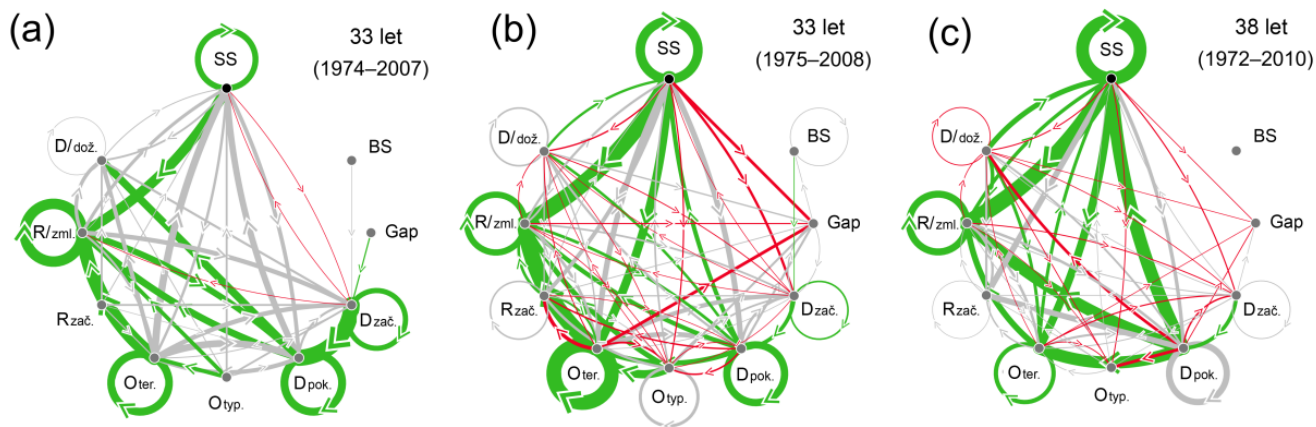 (a)
33 let
(1974–2007)
SS
BS
D/dož.
Gap
R/zml.
Rzač.
Dzač.
Oter.
Dpok.
Otyp.
(b)
33 let
(1975–2008)
SS
BS
D/dož.
Gap
R/zml.
Rzač.
Dzač.
Oter.
Dpok.
Otyp.
(c)
38 let
(1972–2010)
SS
BS
D/dož.
Gap
R/zml.
Rzač.
Dzač.
Oter.
Dpok.
Otyp.